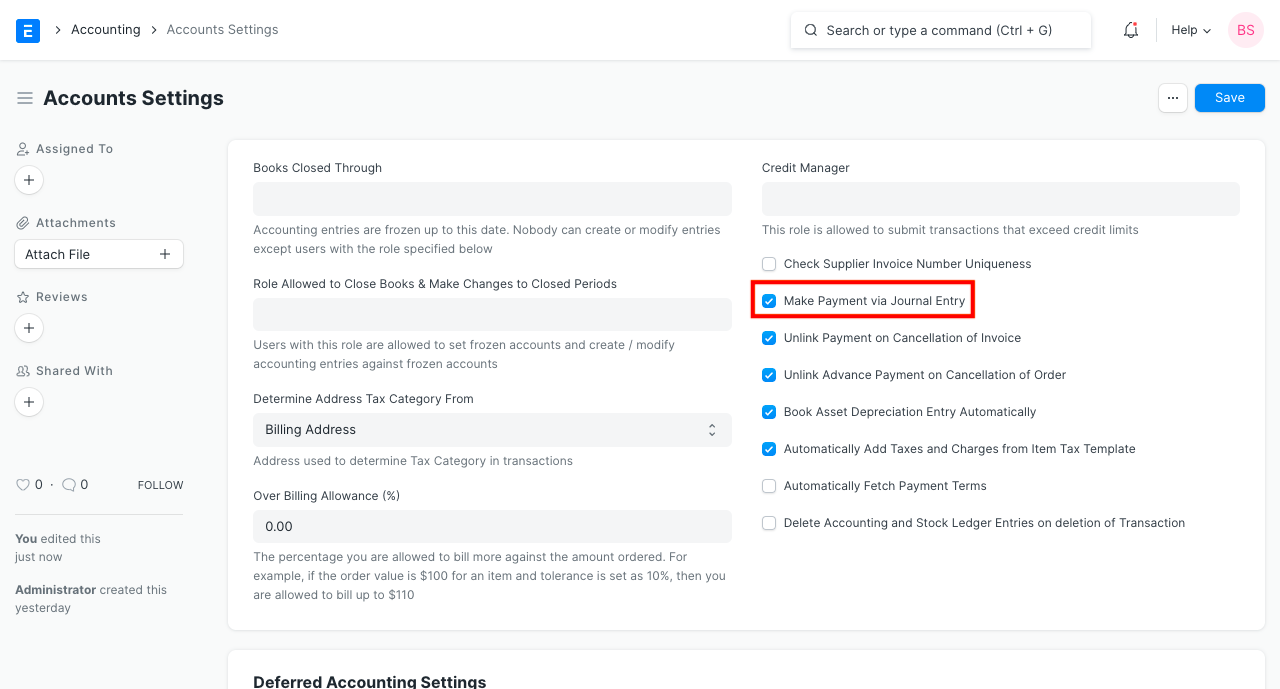 E
Accounting
Accounts Settings
Search or type a command (Ctrl + G)
Help
BS
Accounts Settings
...
Save
Assigned To
Attachments
Attach File
Reviews
Shared With
0 · 0
FOLLOW
You edited this
just now
Administrator created this
yesterday
Books Closed Through
Accounting entries are frozen up to this date. Nobody can create or modify entries
except users with the role specified below
Role Allowed to Close Books & Make Changes to Closed Periods
Users with this role are allowed to set frozen accounts and create / modify
accounting entries against frozen accounts
Determine Address Tax Category From
Billing Address
Address used to determine Tax Category in transactions
Over Billing Allowance (%)
0.00
The percentage you are allowed to bill more against the amount ordered. For
example, if the order value is $100 for an item and tolerance is set as 10%, then you
are allowed to bill up to $110
Credit Manager
This role is allowed to submit transactions that exceed credit limits
Check Supplier Invoice Number Uniqueness
Make Payment via Journal Entry
Unlink Payment on Cancellation of Invoice
Unlink Advance Payment on Cancellation of Order
Book Asset Depreciation Entry Automatically
Automatically Add Taxes and Charges from Item Tax Template
Automatically Fetch Payment Terms
Delete Accounting and Stock Ledger Entries on deletion of Transaction
Deferred Accounting Settings